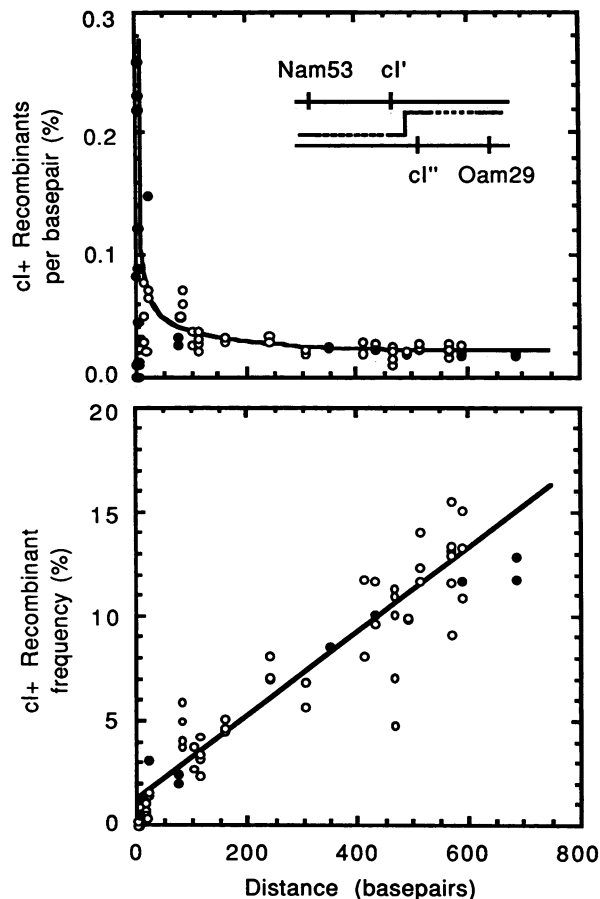 0.3
0.2
0.1
0.0
cI+ Recombinants
per basepair (%)
Nam53 cI'
cI" Oam29
20
15
10
5
0
cI+ Recombinant
frequency (%)
0 200 400 600 800
Distance (basepairs)